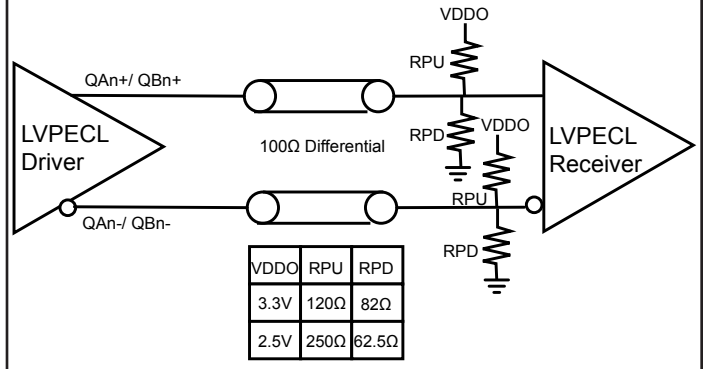 VDDO
RPU
QAn+/ QBn+
LVPECL
Driver
100Ω Differential
RPD
VDDO
LVPECL
Receiver
RPU
QAn-/ QBn-
RPD
VDDO RPU RPD
3.3V 120Ω 82Ω
2.5V 250Ω 62.5Ω